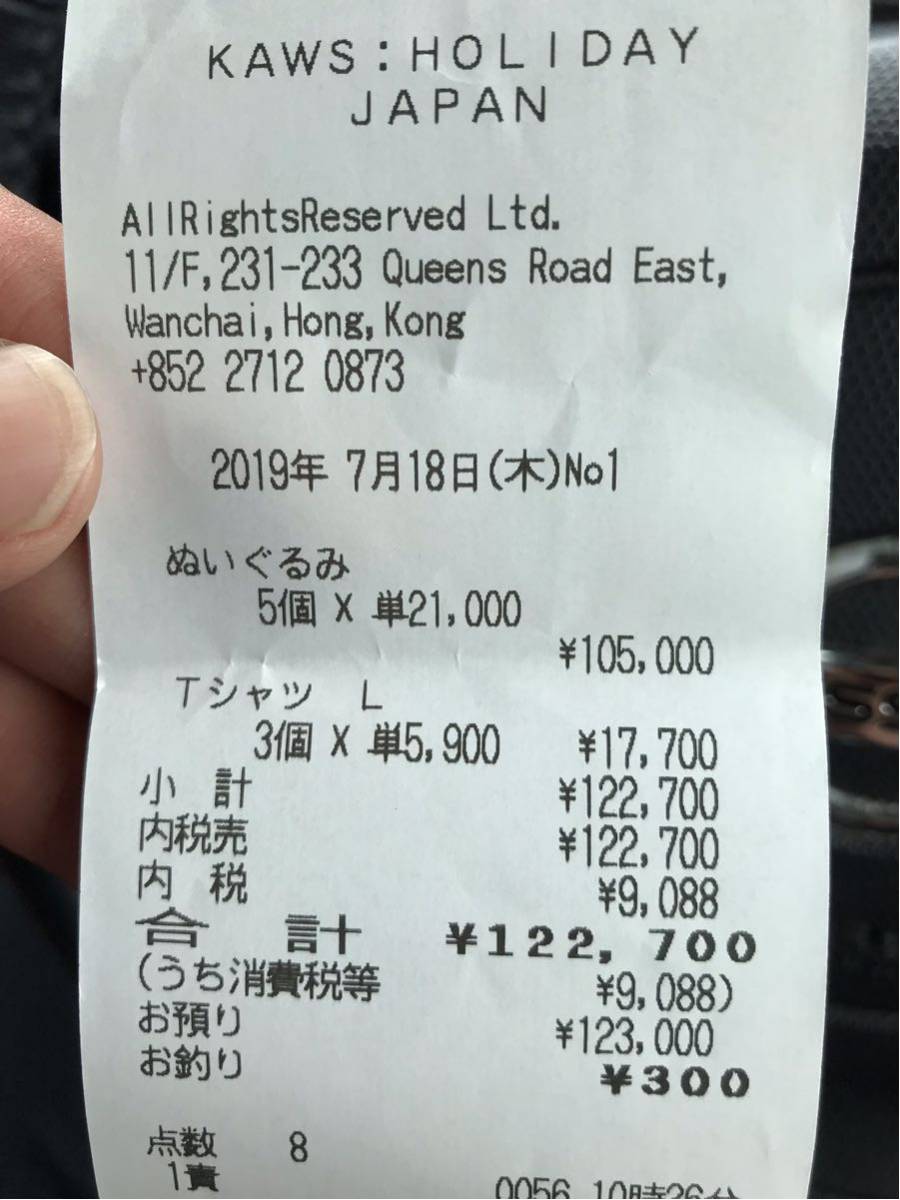 KAWS:HOLIDAY
JAPAN
AllRightsReserved Ltd.
11/F,231-233 Queens Road East,
Wanchai,Hong,Kong
+852 2712 0873
2019年 7月18日(木)No1
ぬいぐるみ
5個 X 単21,000
¥105,000
Tシャツ L
3個 X 単5,900 ¥17,700
小 計 ¥122,700
内税売 ¥122,700
内 税 ¥9,088
合 計 ¥122,700
(うち消費税等 ¥9,088)
お預り ¥123,000
お釣り ¥300
点数 8
1責
0056 10時26分